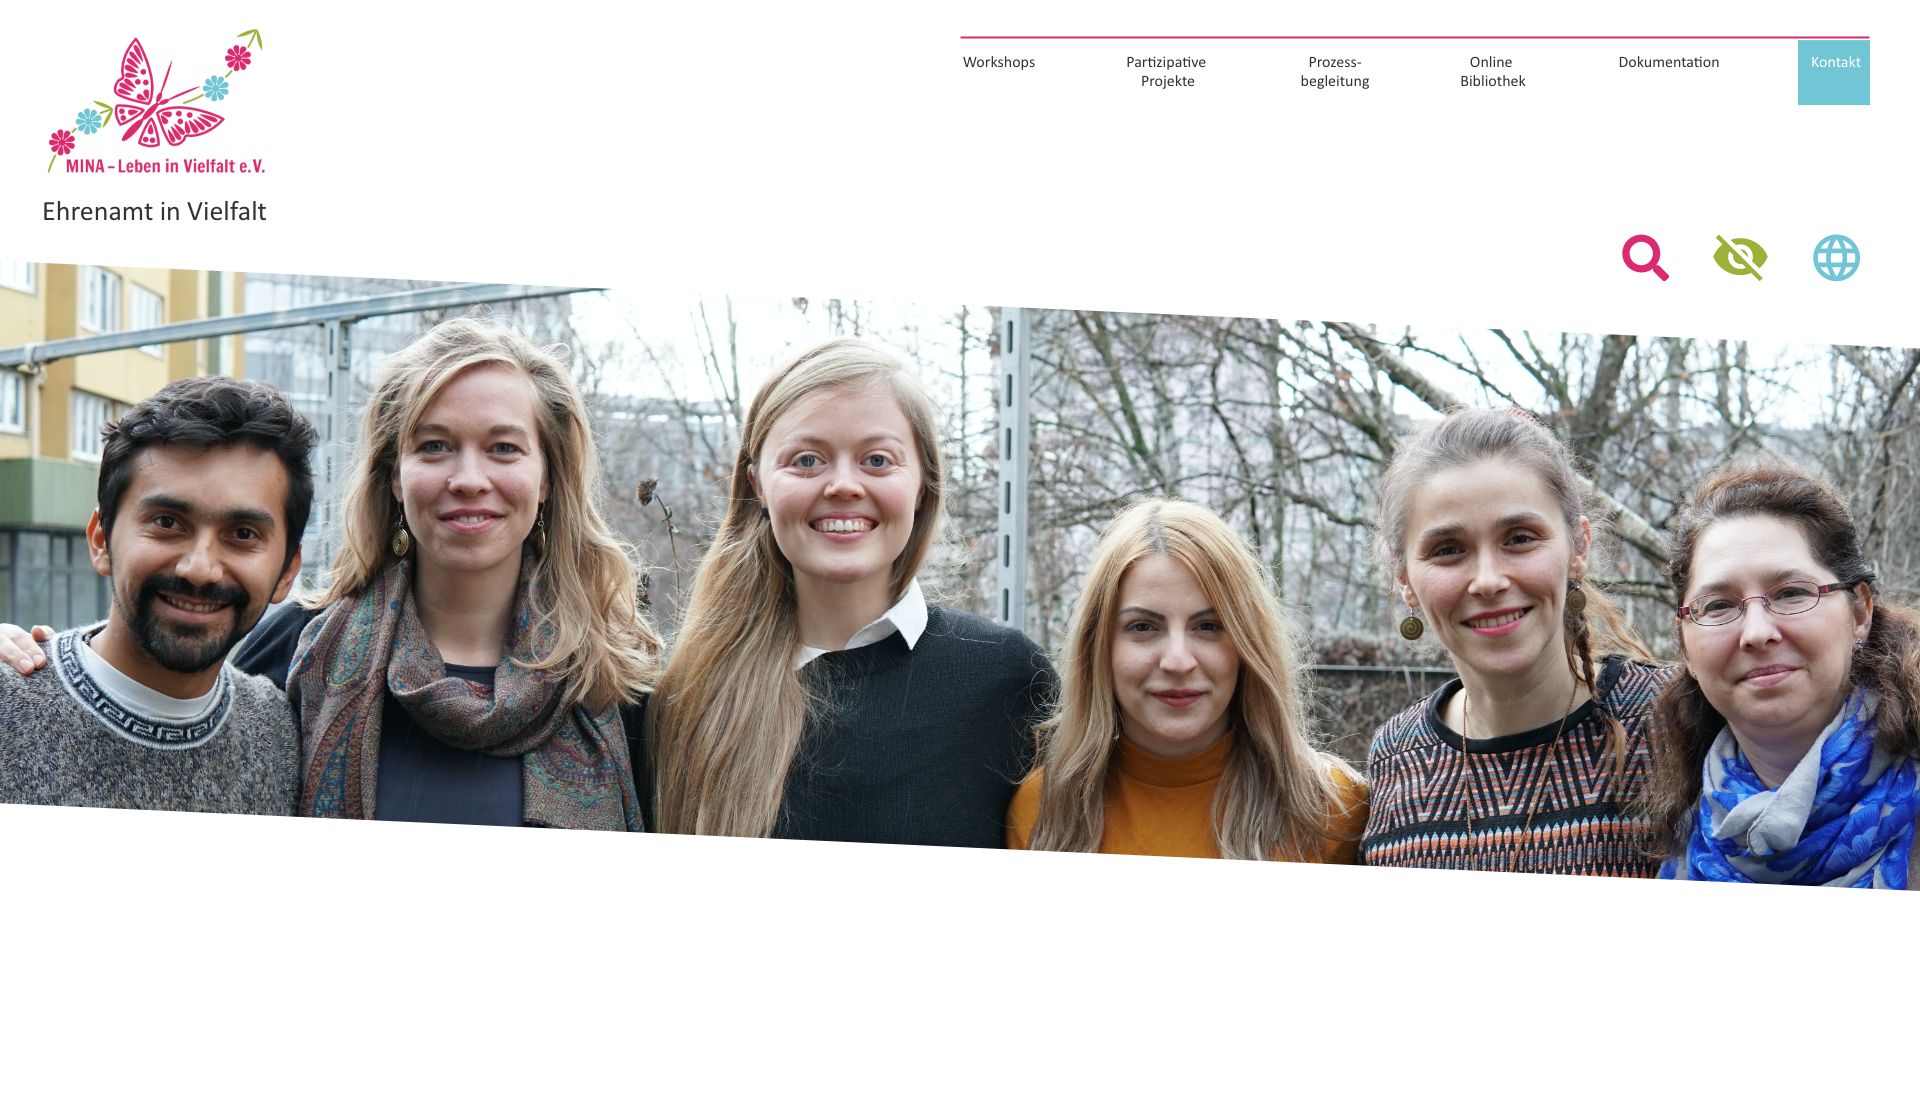 MINA – Leben in Vielfalt e.V.
Ehrenamt in Vielfalt
Workshops
Partizipative
Projekte
Prozess-
begleitung
Online
Bibliothek
Dokumentation
Kontakt